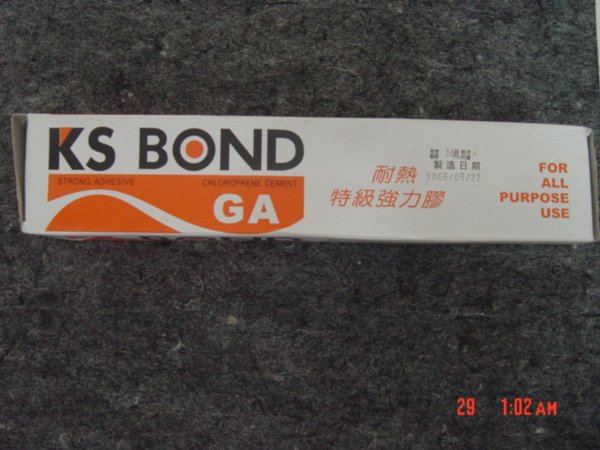 KS BOND
STRONG ADHESIVE
CHLOROPRENE CEMENT
GA
耐熱
特級強力膠
製造日期
2008/08/22
FOR
ALL
PURPOSE
USE
29 1:02 AM